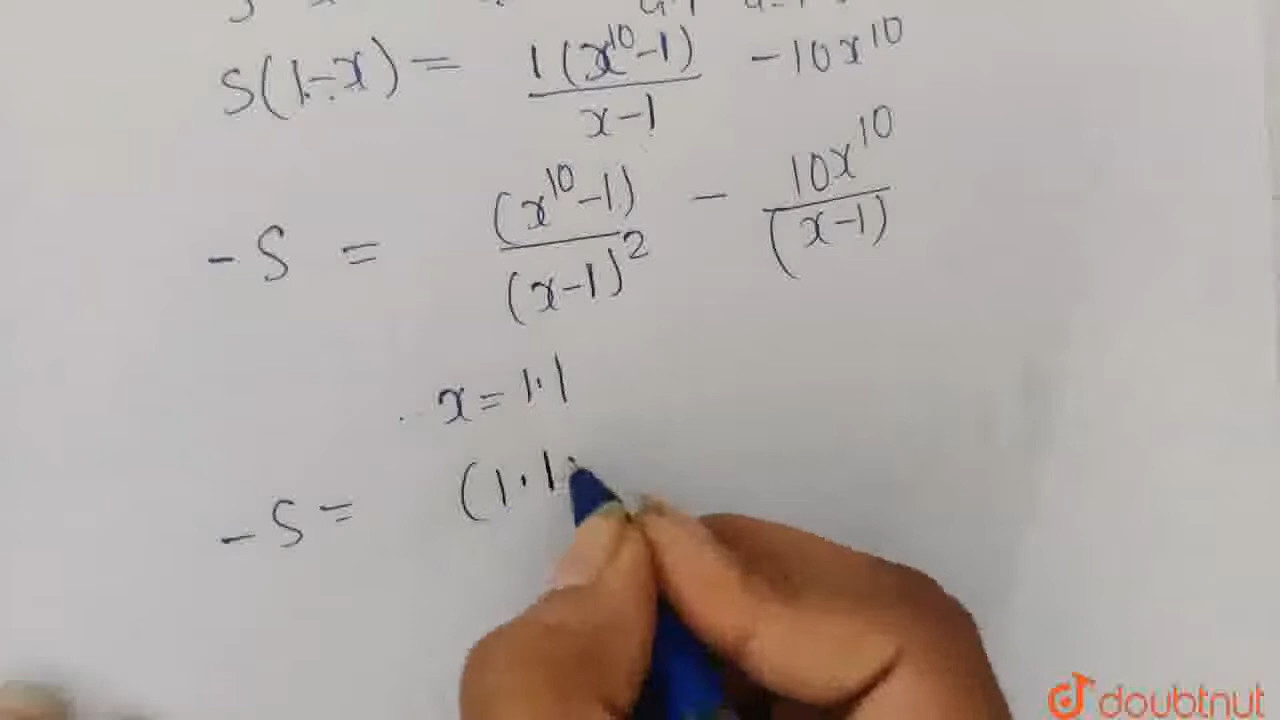 S(1-x) = 1(x^10-1)/x-1 - 10x^10
-S = (x^10-1)/(x-1)^2 - 10x^10/(x-1)
x = 1.1
-S = (1.1
doubtnut